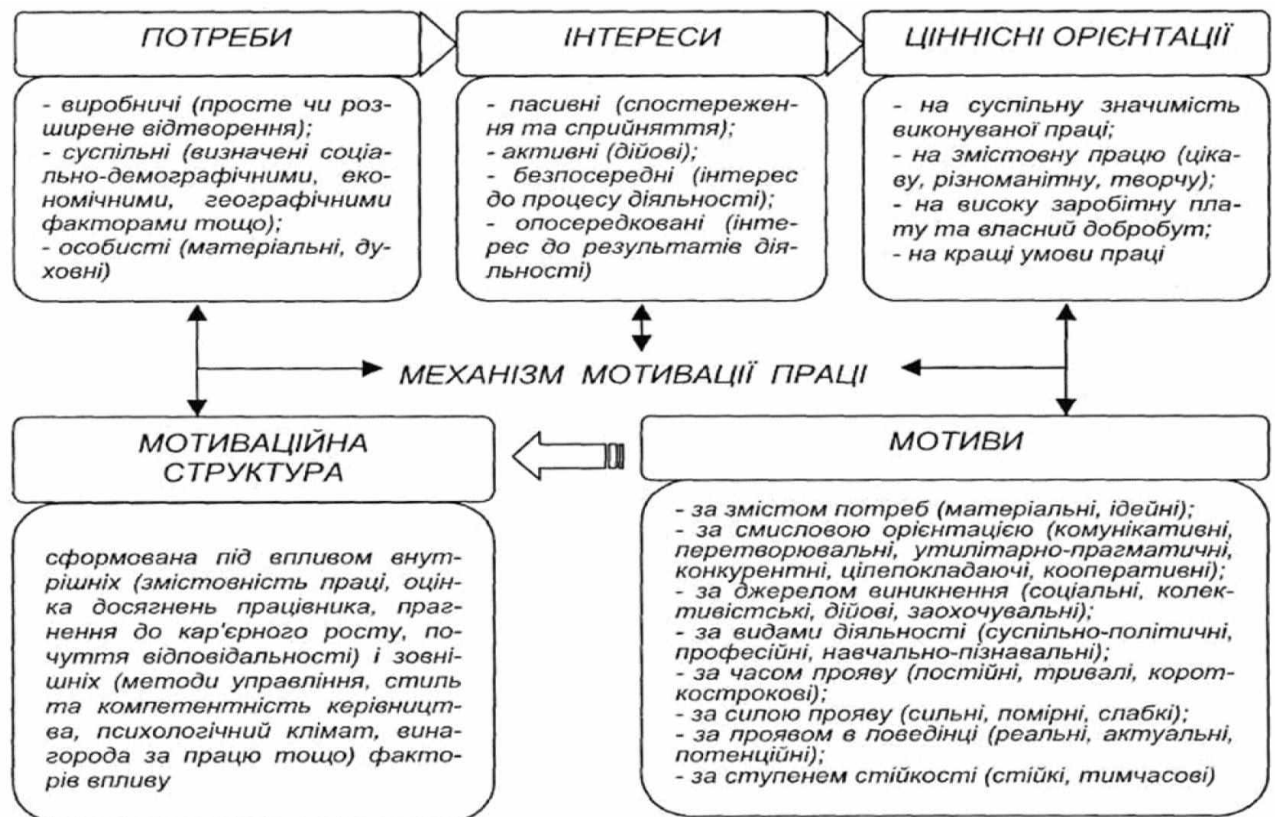 ПОТРЕБИ
- виробничі (просте чи роз-
ширене відтворення);
- суспільні (визначені соціа-
льно-демографічними, еко-
номічними, географічними
факторами тощо);
- особисті (матеріальні, ду-
ховні)
ІНТЕРЕСИ
- пасивні (спостережен-
ня та сприйняття);
- активні (дійові);
- безпосередні (інтерес
до процесу діяльності);
- опосередковані (інте-
рес до результатів дія-
льності)
ЦІННІСНІ ОРІЄНТАЦІЇ
- на суспільну значимість
виконуваної праці;
- на змістовну працю (ціка-
ву, різноманітну, творчу);
- на високу заробітну пла-
ту та власний добробут;
- на кращі умови праці
МЕХАНІЗМ МОТИВАЦІЇ ПРАЦІ
МОТИВАЦІЙНА
СТРУКТУРА
сформована під впливом внут-
рішніх (змістовність праці, оцін-
ка досягнень працівника, праг-
нення до кар'єрного росту, по-
чуття відповідальності) і зовні-
шніх (методи управління, стиль
та компетентність керівницт-
ва, психологічний клімат, вина-
города за працю тощо) факто-
рів впливу
МОТИВИ
- за змістом потреб (матеріальні, ідейні);
- за смисловою орієнтацією (комунікативні,
перетворювальні, утилітарно-прагматичні,
конкурентні, цілепокладаючі, кооперативні);
- за джерелом виникнення (соціальні, колек-
тивістські, дійові, заохочувальні);
- за видами діяльності (суспільно-політичні,
професійні, навчально-пізнавальні);
- за часом прояву (постійні, тривалі, корот-
кострокові);
- за силою прояву (сильні, помірні, слабкі);
- за проявом в поведінці (реальні, актуальні,
потенційні);
- за ступенем стійкості (стійкі, тимчасові)